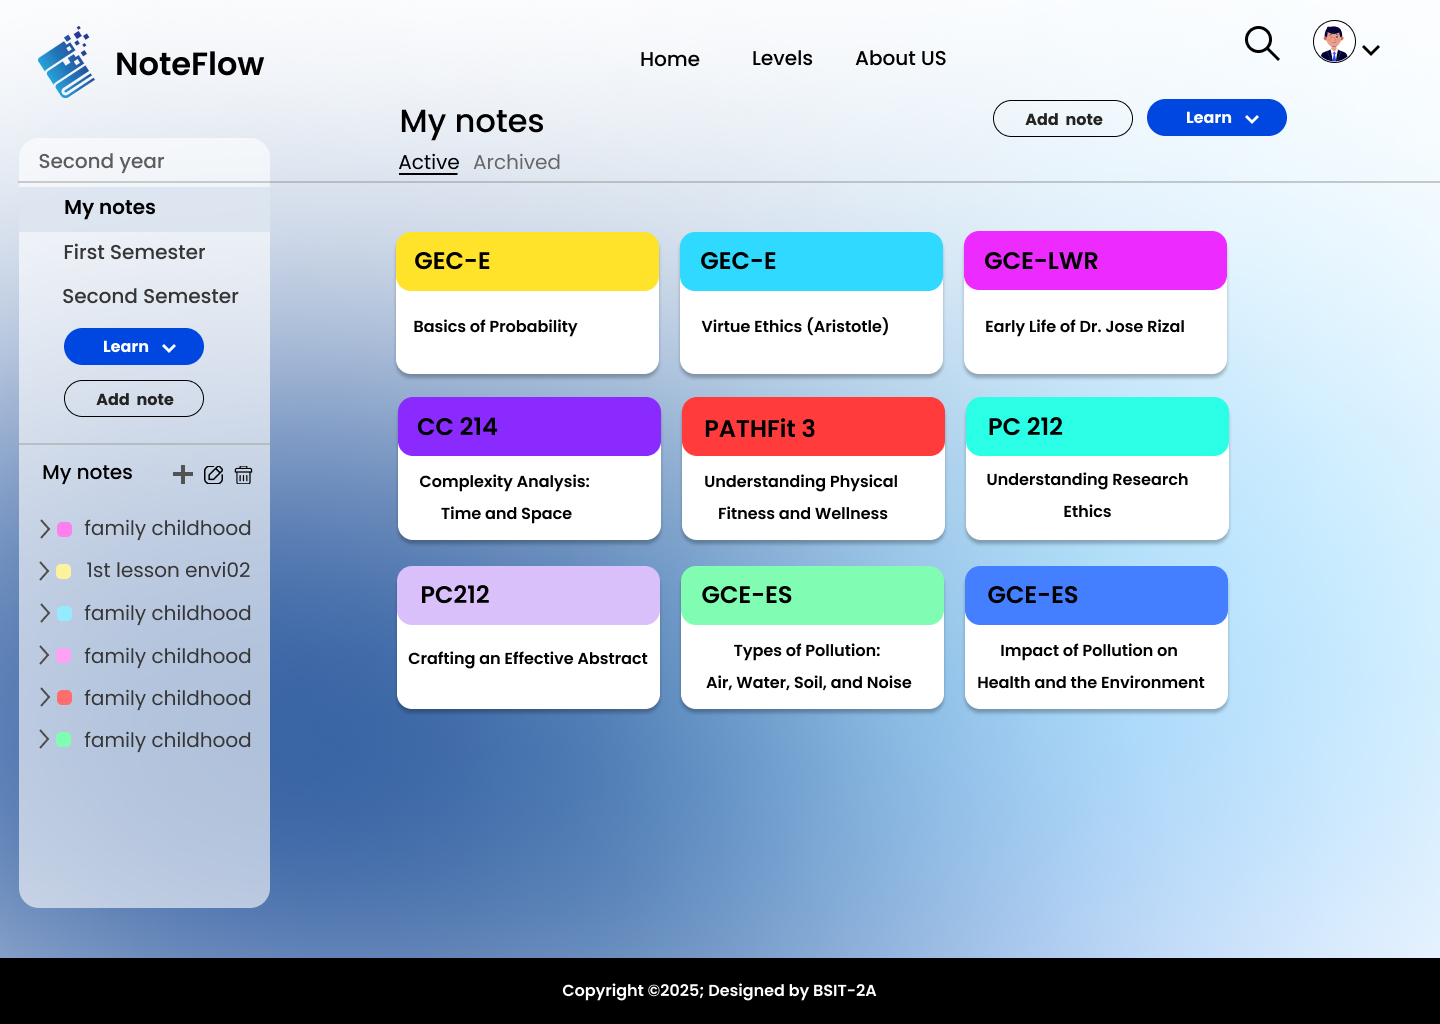 NoteFlow
Home
Levels
About US
My notes
Add note
Learn
Active
Archived
Second year
My notes
First Semester
Second Semester
Learn
Add note
My notes
family childhood
1st lesson envi02
family childhood
family childhood
family childhood
family childhood
GEC-E
Basics of Probability
GEC-E
Virtue Ethics (Aristotle)
GCE-LWR
Early Life of Dr. Jose Rizal
CC 214
Complexity Analysis:
Time and Space
PATHFit 3
Understanding Physical
Fitness and Wellness
PC 212
Understanding Research
Ethics
PC212
Crafting an Effective Abstract
GCE-ES
Types of Pollution:
Air, Water, Soil, and Noise
GCE-ES
Impact of Pollution on
Health and the Environment
Copyright ©2025; Designed by BSIT-2A